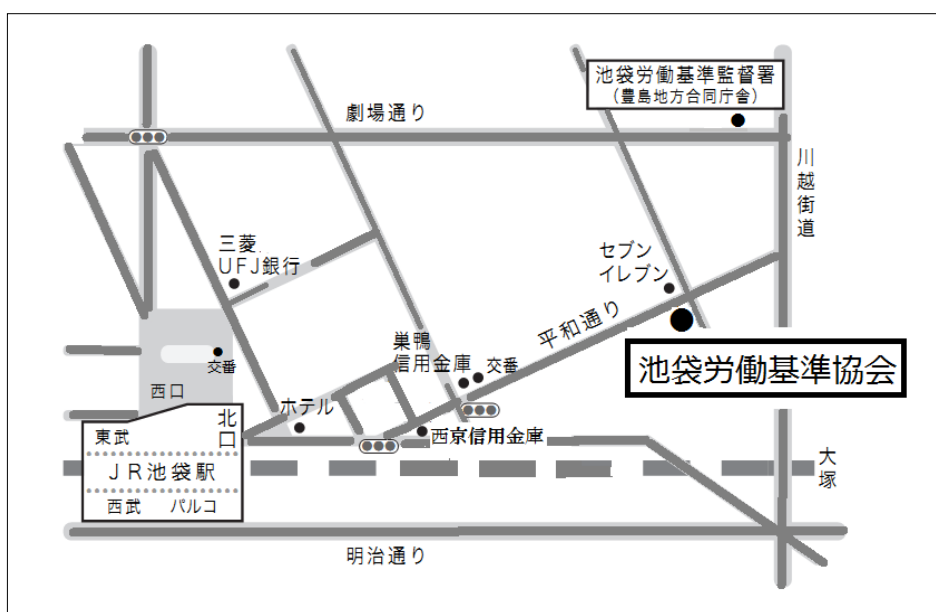 池袋労働基準監督署
（豊島地方合同庁舎）
劇場通り
川越街道
三菱
UFJ銀行
セブン
イレブン
平和通り
巣鴨
信用金庫
交番
交番
池袋労働基準協会
西口
ホテル
北口
西京信用金庫
東武
JR池袋駅
西武 パルコ
大塚
明治通り